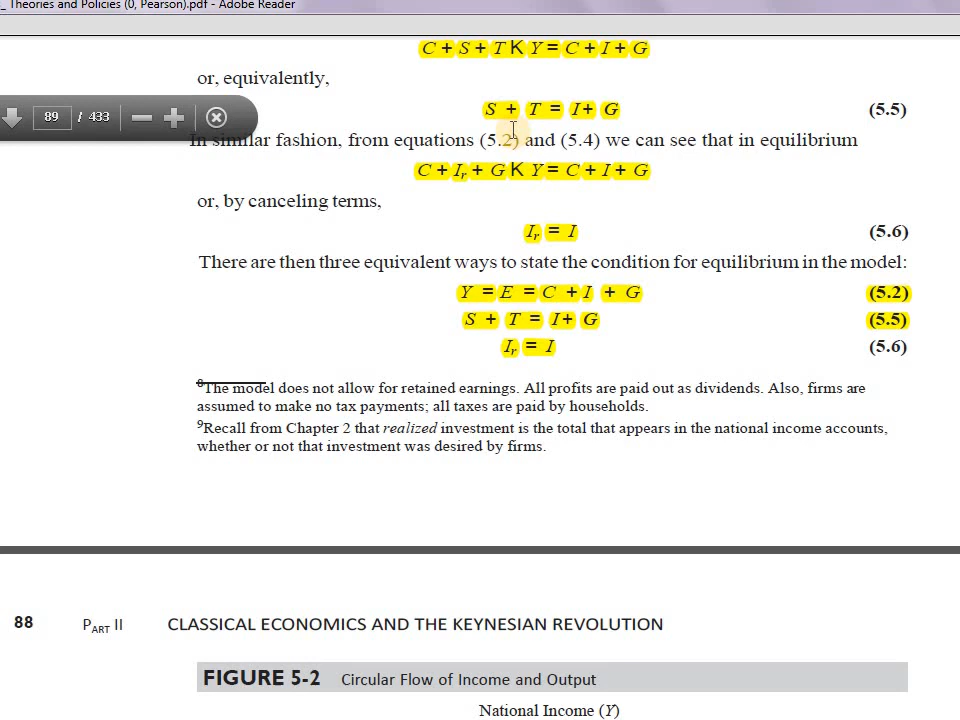 _ Theories and Policies (0, Pearson).pdf - Adobe Reader
C + S + T K Y = C + I + G
or, equivalently,
S + T = I + G (5.5)
89 / 433
In similar fashion, from equations (5.2) and (5.4) we can see that in equilibrium
C + Ir + G K Y = C + I + G
or, by canceling terms,
Ir = I (5.6)
There are then three equivalent ways to state the condition for equilibrium in the model:
Y = E = C + I + G (5.2)
S + T = I + G (5.5)
Ir = I (5.6)
8The model does not allow for retained earnings. All profits are paid out as dividends. Also, firms are
assumed to make no tax payments; all taxes are paid by households.
9Recall from Chapter 2 that realized investment is the total that appears in the national income accounts,
whether or not that investment was desired by firms.
88 PART II CLASSICAL ECONOMICS AND THE KEYNESIAN REVOLUTION
FIGURE 5-2 Circular Flow of Income and Output
National Income (Y)